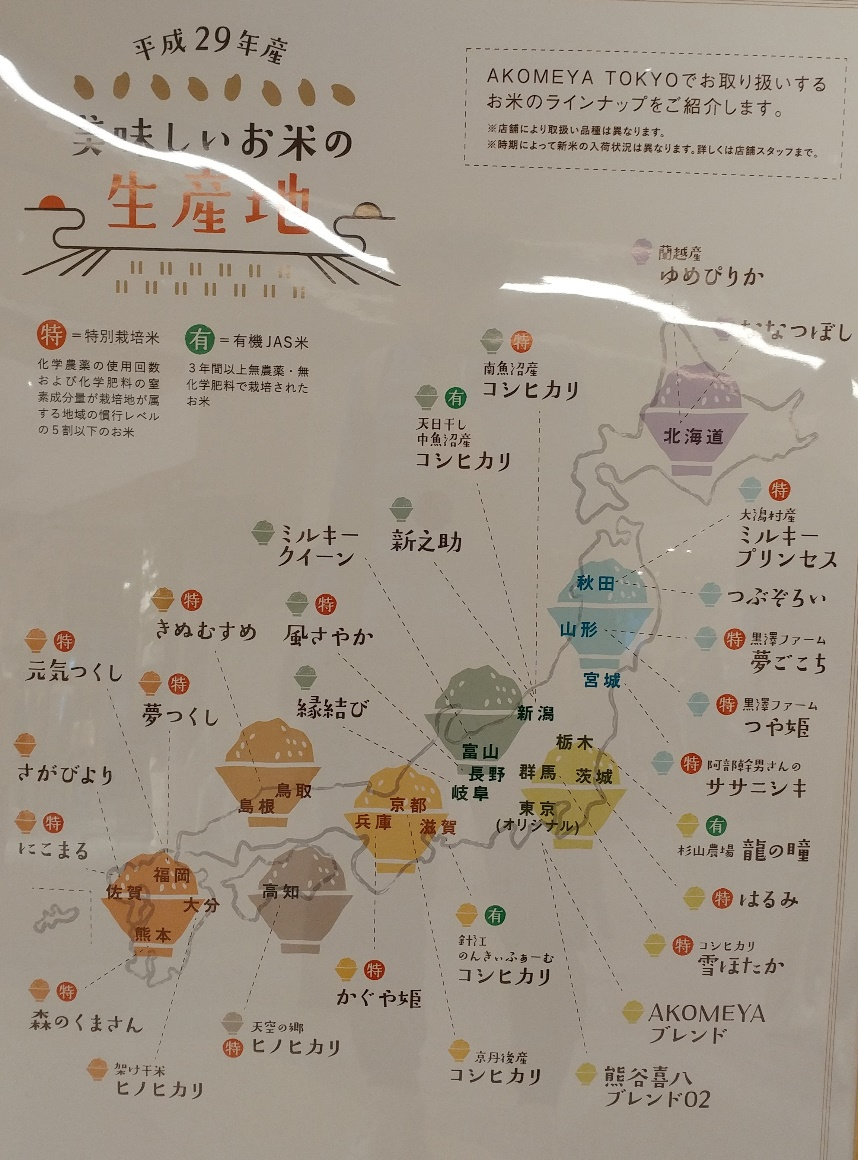 平成29年産
美味しいお米の
生産地
AKOMEYA TOKYOでお取り扱いする
お米のラインナップをご紹介します。
※店舗により取扱い品種は異なります。
※時期によって新米の入荷状況は異なります。詳しくは店舗スタッフまで。
特=特別栽培米
化学農薬の使用回数
および化学肥料の窒
素成分量が栽培地が属
する地域の慣行レベル
の5割以下のお米
有=有機JAS米
3年間以上無農薬・無
化学肥料で栽培された
お米
蘭越産
ゆめぴりか
ななつぼし
北海道
特
南魚沼産
コシヒカリ
有
天日干し
中魚沼産
コシヒカリ
新之助
ミルキー
クイーン
特
風さやか
縁結び
特
きぬむすめ
特
元気つくし
特
夢つくし
さがびより
特
にこまる
特
大潟村産
ミルキー
プリンセス
つぶぞろい
特 黒澤ファーム
夢ごこち
特 黒澤ファーム
つや姫
特 阿部幹男さんの
ササニシキ
有
杉山農場 龍の瞳
特 はるみ
特 コシヒカリ
雪ほたか
AKOMEYA
ブレンド
熊谷喜八
ブレンド02
秋田
山形
宮城
新潟
富山
長野
岐阜
栃木
群馬
茨城
東京
(オリジナル)
鳥取
島根
京都
兵庫
滋賀
高知
福岡
佐賀
大分
熊本
有
針江
のんきぃふぁーむ
コシヒカリ
特
かぐや姫
京丹後産
コシヒカリ
天空の郷
特 ヒノヒカリ
特
森のくまさん
架け干米
ヒノヒカリ